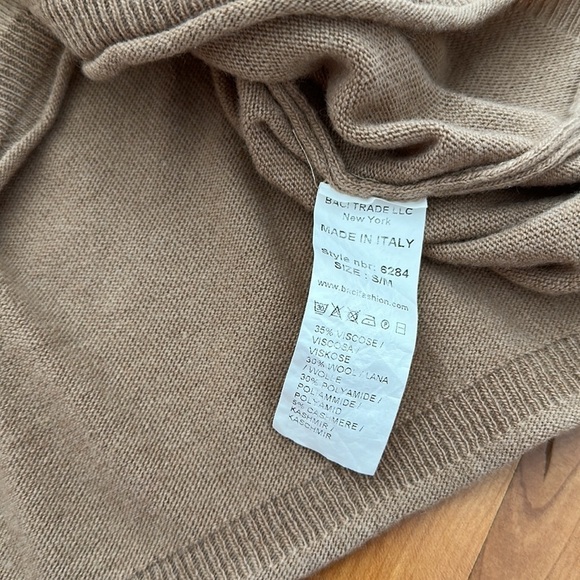 BACI TRADE LLC
New York
MADE IN ITALY
Style nbr: 6284
SIZE : S/M
www.bacifashion.com
35% VISCOSE /
VISCOSA /
VISKOSE
30% WOOL / LANA
/ WOLLE
30% POLYAMIDE /
POLIAMMIDE /
POLYAMID
5% CASHMERE /
KASHMIR /
KASCHMIR